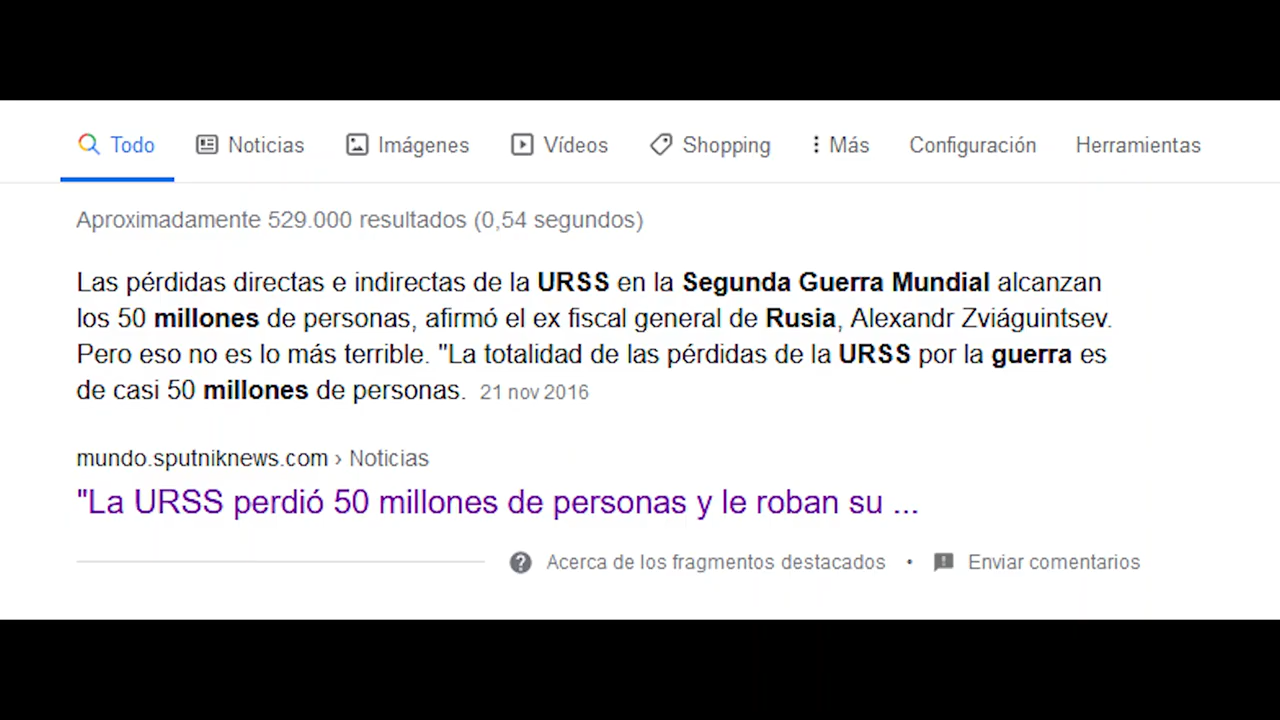 Todo Noticias Imágenes Vídeos Shopping Más Configuración Herramientas
Aproximadamente 529.000 resultados (0,54 segundos)
Las pérdidas directas e indirectas de la URSS en la Segunda Guerra Mundial alcanzan
los 50 millones de personas, afirmó el ex fiscal general de Rusia, Alexandr Zviáguintsev.
Pero eso no es lo más terrible. "La totalidad de las pérdidas de la URSS por la guerra es
de casi 50 millones de personas. 21 nov 2016
mundo.sputniknews.com › Noticias
"La URSS perdió 50 millones de personas y le roban su ...
Acerca de los fragmentos destacados • Enviar comentarios